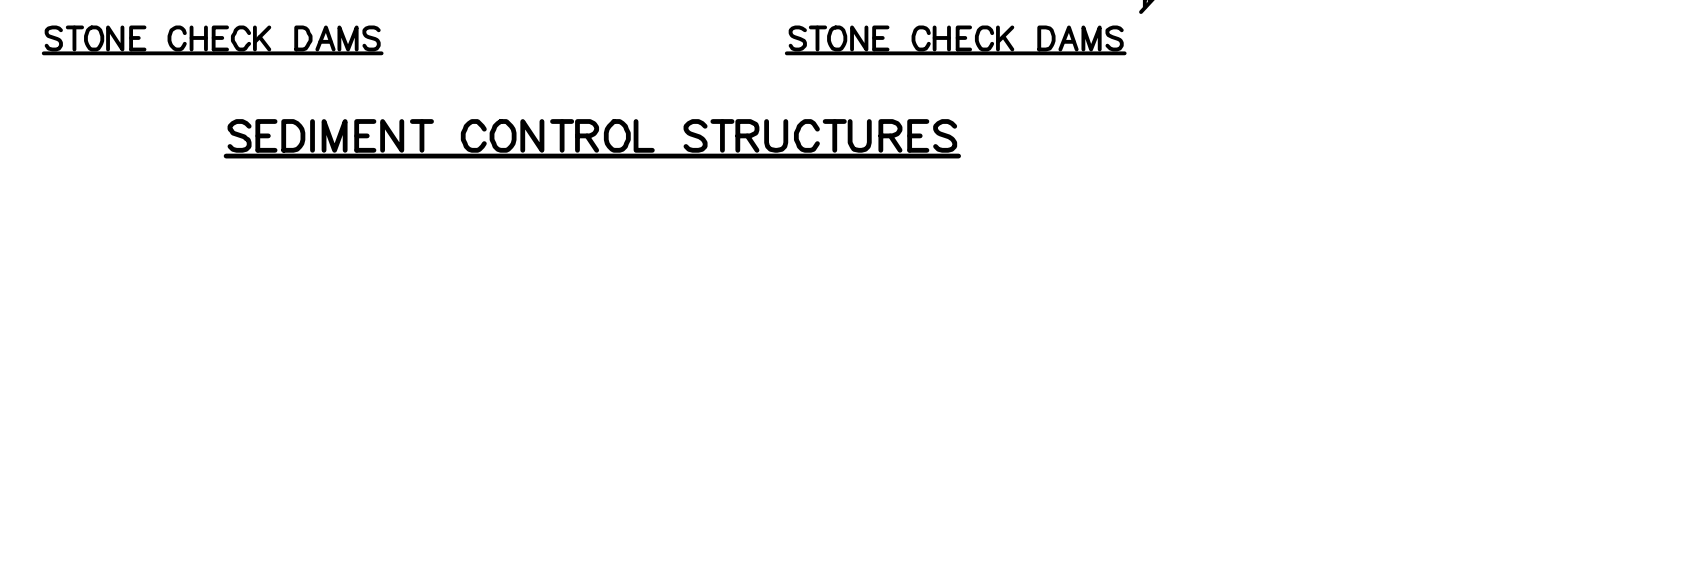 STONE CHECK DAMS
STONE CHECK DAMS
SEDIMENT CONTROL STRUCTURES